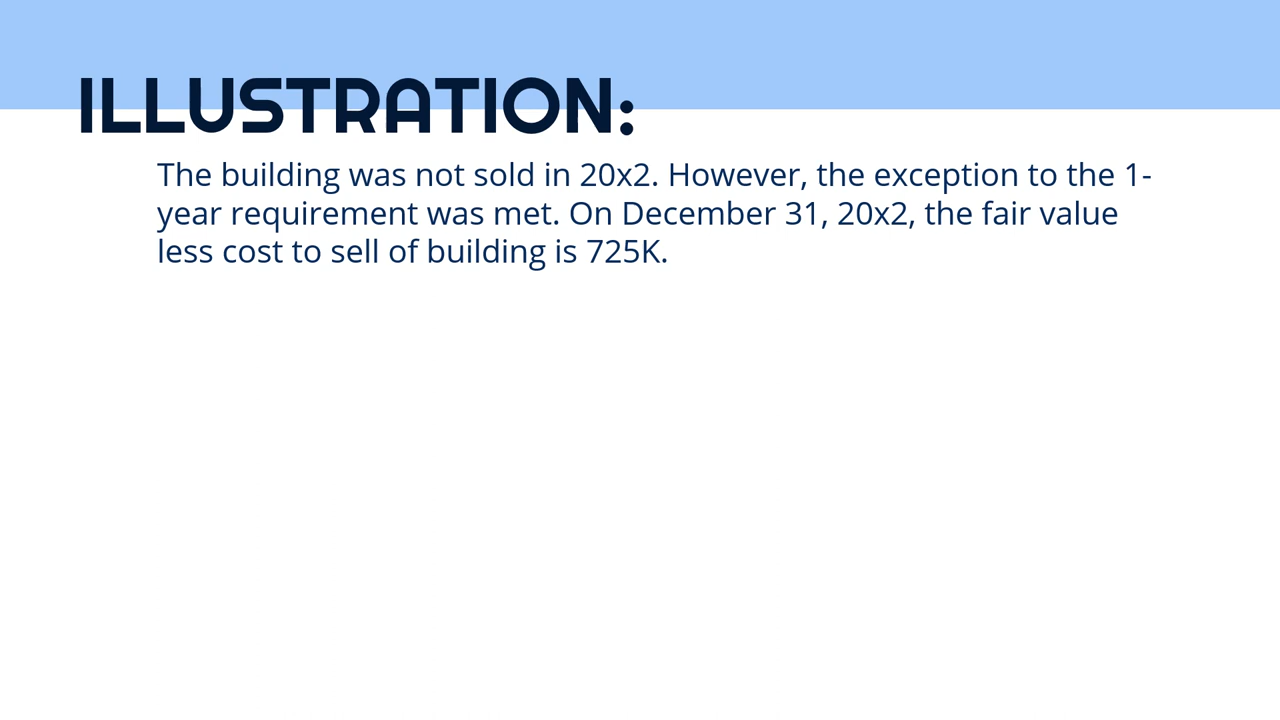 ILLUSTRATION:
The building was not sold in 20x2. However, the exception to the 1-
year requirement was met. On December 31, 20x2, the fair value
less cost to sell of building is 725K.